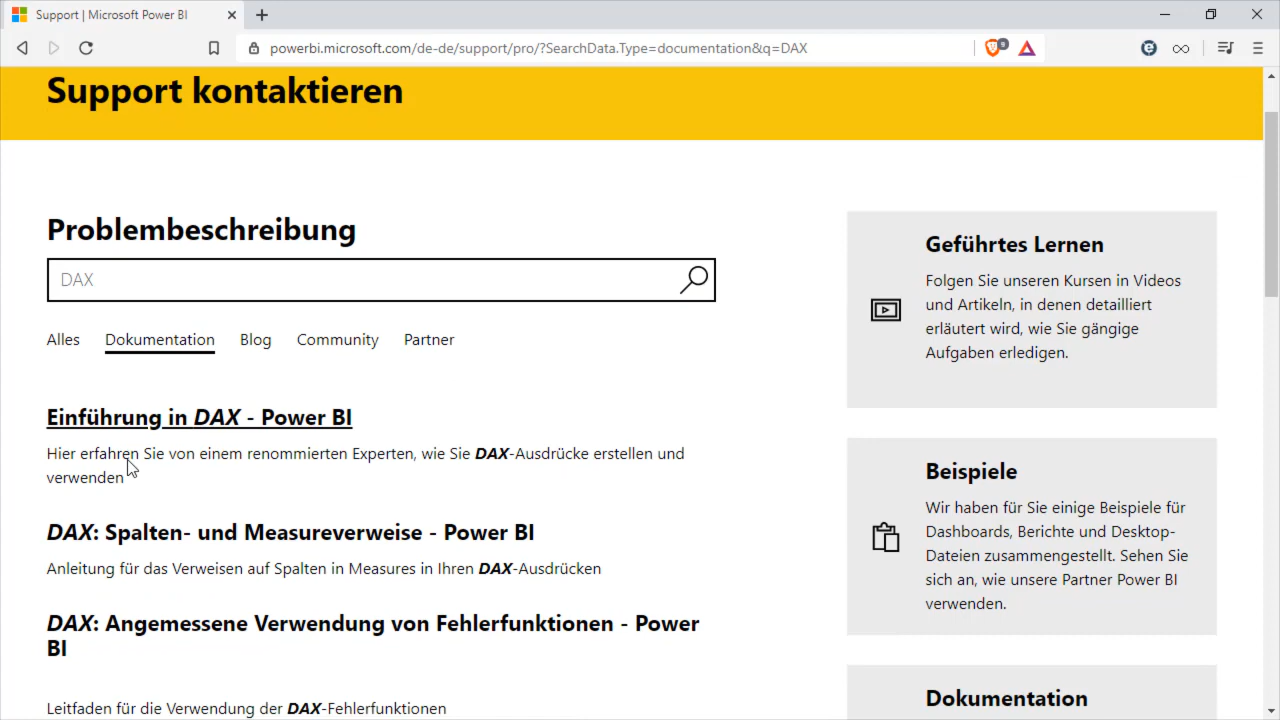 Support | Microsoft Power BI
powerbi.microsoft.com/de-de/support/pro/?SearchData.Type=documentation&q=DAX
Support kontaktieren
Problembeschreibung
DAX
Alles Dokumentation Blog Community Partner
Einführung in DAX - Power BI
Hier erfahren Sie von einem renommierten Experten, wie Sie DAX-Ausdrücke erstellen und
verwenden
DAX: Spalten- und Measureverweise - Power BI
Anleitung für das Verweisen auf Spalten in Measures in Ihren DAX-Ausdrücken
DAX: Angemessene Verwendung von Fehlerfunktionen - Power
BI
Leitfaden für die Verwendung der DAX-Fehlerfunktionen
Geführtes Lernen
Folgen Sie unseren Kursen in Videos
und Artikeln, in denen detailliert
erläutert wird, wie Sie gängige
Aufgaben erledigen.
Beispiele
Wir haben für Sie einige Beispiele für
Dashboards, Berichte und Desktop-
Dateien zusammengestellt. Sehen Sie
sich an, wie unsere Partner Power BI
verwenden.
Dokumentation